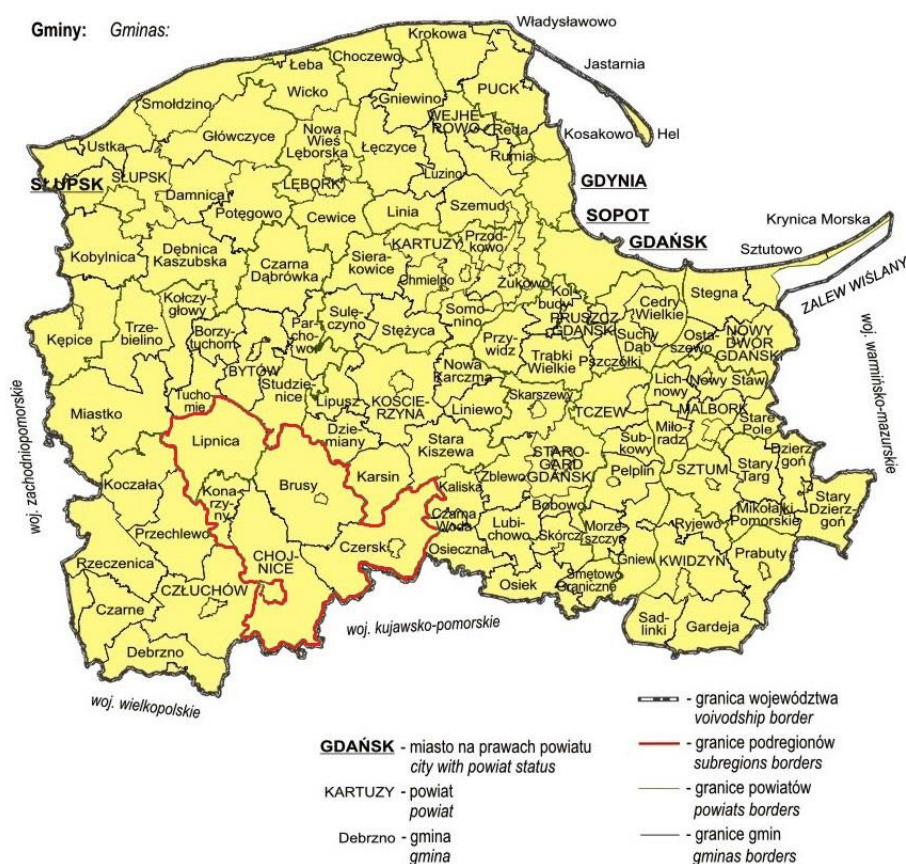 Gminy: Gminas:
Władysławowo
Krokowa
Jastarnia
Łeba
Choczewo
Wicko
Gniewino
PUCK
Smołdzino
WEJHE-
ROWO
Reda
Kosakowo
Hel
Główczyce
Nowa
Wieś
Lęborska
Łęczyce
Rumia
Ustka
SŁUPSK
SŁUPSK
Luzino
GDYNIA
Damnica
LĘBORK
Potęgowo
Cewice
Linia
Szemud
SOPOT
Krynica Morska
GDAŃSK
Sztutowo
Kobylnica
Dębnica
Kaszubska
Czarna
Dąbrówka
Siera-
kowice
KARTUZY
Przod-
kowo
Chmielno
Żukowo
Stegna
ZALEW WIŚLANY
Kołczy-
głowy
Kol-
budy
Cedry
Wielkie
Kępice
Trze-
bielino
Borzy-
tuchom
Par-
cho-
wo
Sulę-
czyno
Stężyca
Somo-
nino
PRUSZCZ
GDAŃSKI
Suchy
Dąb
Osta-
szewo
NOWY
DWÓR
GDAŃSKI
Przy-
widz
Trąbki
Wielkie
Pszczółki
BYTÓW
Studzie-
nice
Nowa
Karczma
Lich-
nowy
Nowy Staw
Tucho-
mie
Lipusz
KOŚCIE-
RZYNA
Skarszewy
Miastko
Liniewo
TCZEW
MALBORK
Miło-
radz
Stare
Pole
Lipnica
Dzie-
miany
Stara
Kiszewa
Sub-
kowy
Dzierz-
goń
STARO-
GARD
GDAŃSKI
Koczała
Brusy
Karsin
Kaliska
Zblewo
Pelplin
SZTUM
Stary
Targ
Stary
Dzierz-
goń
Kona-
rzy-
ny
Czarna
Woda
Bobowo
Mikołajki
Pomorskie
Przechlewo
Czersk
Lubi-
chowo
Skórcz
Morze-
szczyn
Ryjewo
Osieczna
Gniew
KWIDZYN
Prabuty
Rzeczenica
CHOJ-
NICE
CZŁUCHÓW
Osiek
Smętowo
Graniczne
Czarne
Sad-
linki
Gardeja
Debrzno
woj. zachodniopomorskie
woj. warmińsko-mazurskie
woj. kujawsko-pomorskie
woj. wielkopolskie
GDAŃSK - miasto na prawach powiatu
city with powiat status
KARTUZY - powiat
powiat
Debrzno - gmina
gmina
- granica województwa
voivodship border
- granice podregionów
subregions borders
- granice powiatów
powiats borders
- granice gmin
gminas borders